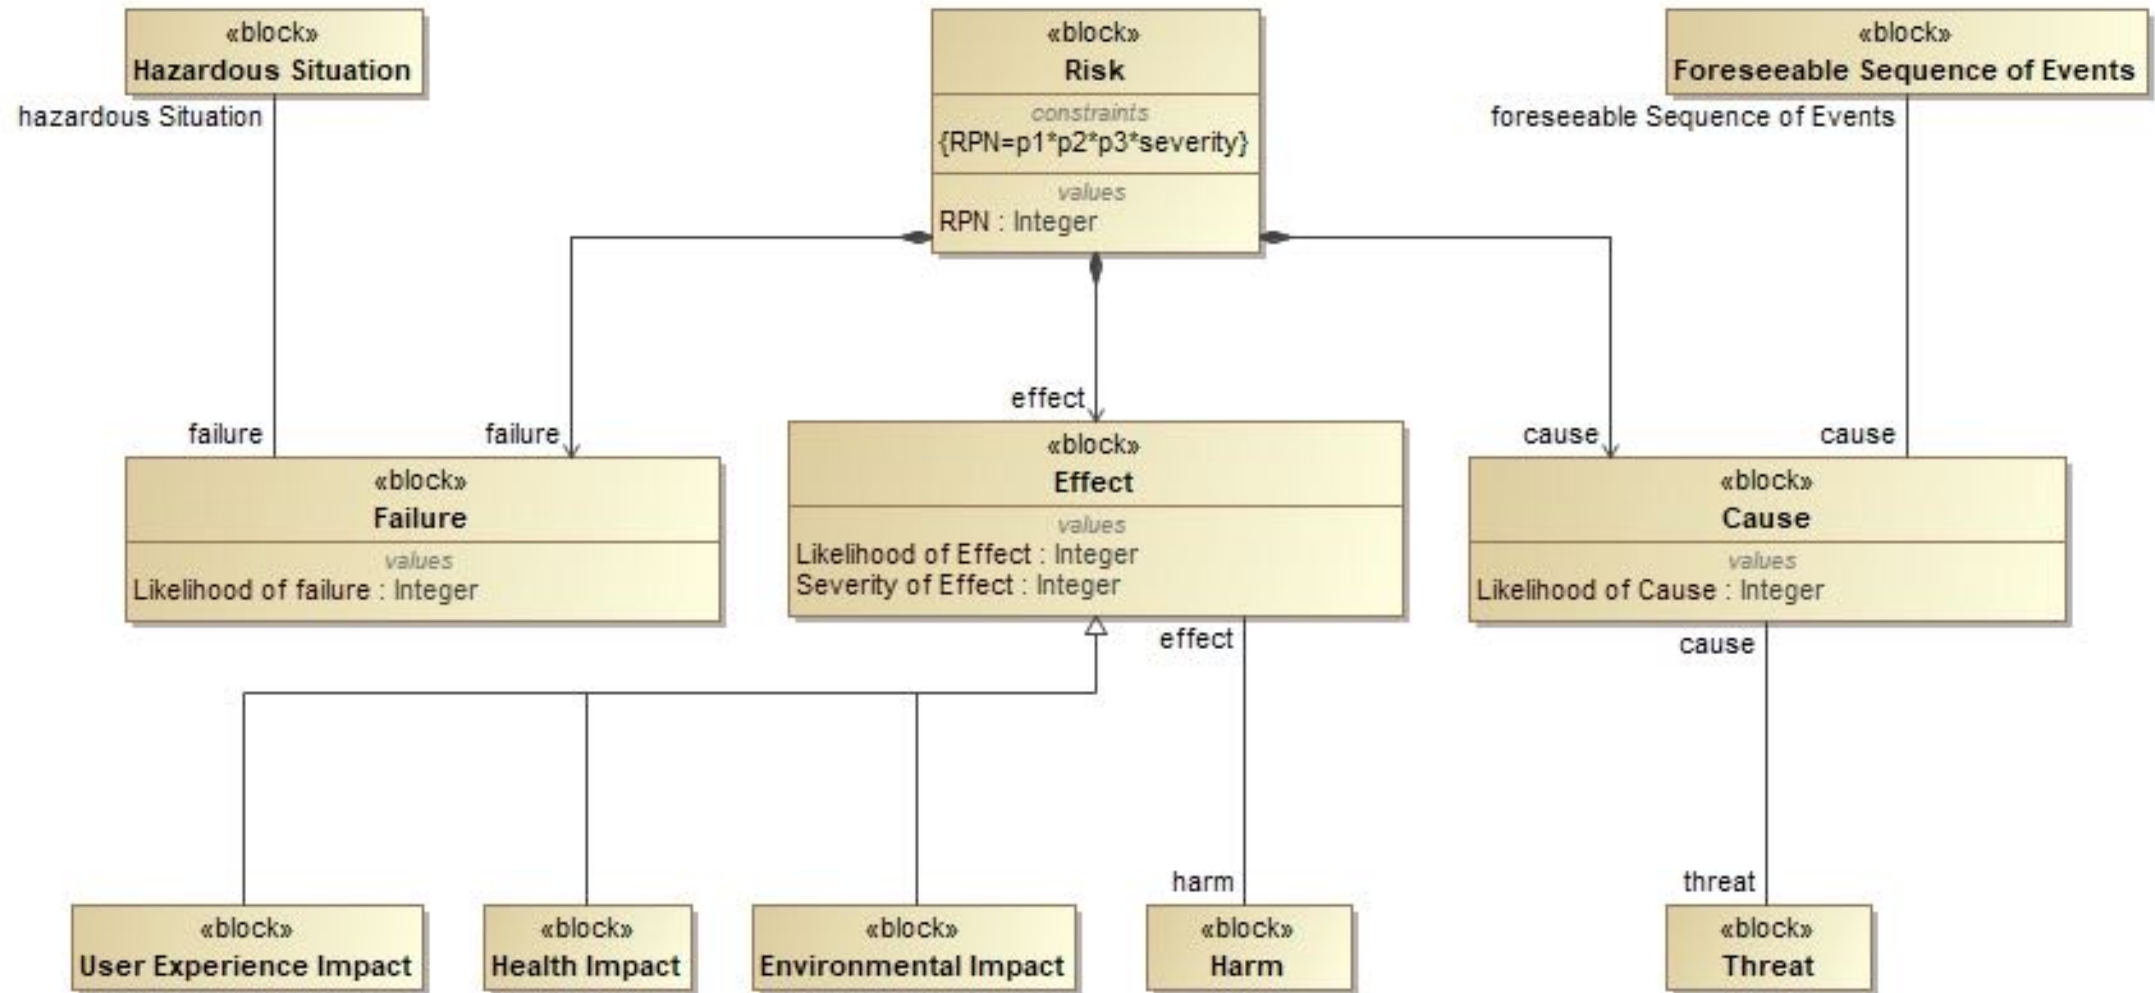 «block»
Hazardous Situation
hazardous Situation
«block»
Risk
constraints
{RPN=p1*p2*p3*severity}
values
RPN : Integer
«block»
Foreseeable Sequence of Events
foreseeable Sequence of Events
failure
failure
effect
cause
cause
«block»
Failure
values
Likelihood of failure : Integer
«block»
Effect
values
Likelihood of Effect : Integer
Severity of Effect : Integer
«block»
Cause
values
Likelihood of Cause : Integer
effect
cause
harm
threat
«block»
User Experience Impact
«block»
Health Impact
«block»
Environmental Impact
«block»
Harm
«block»
Threat